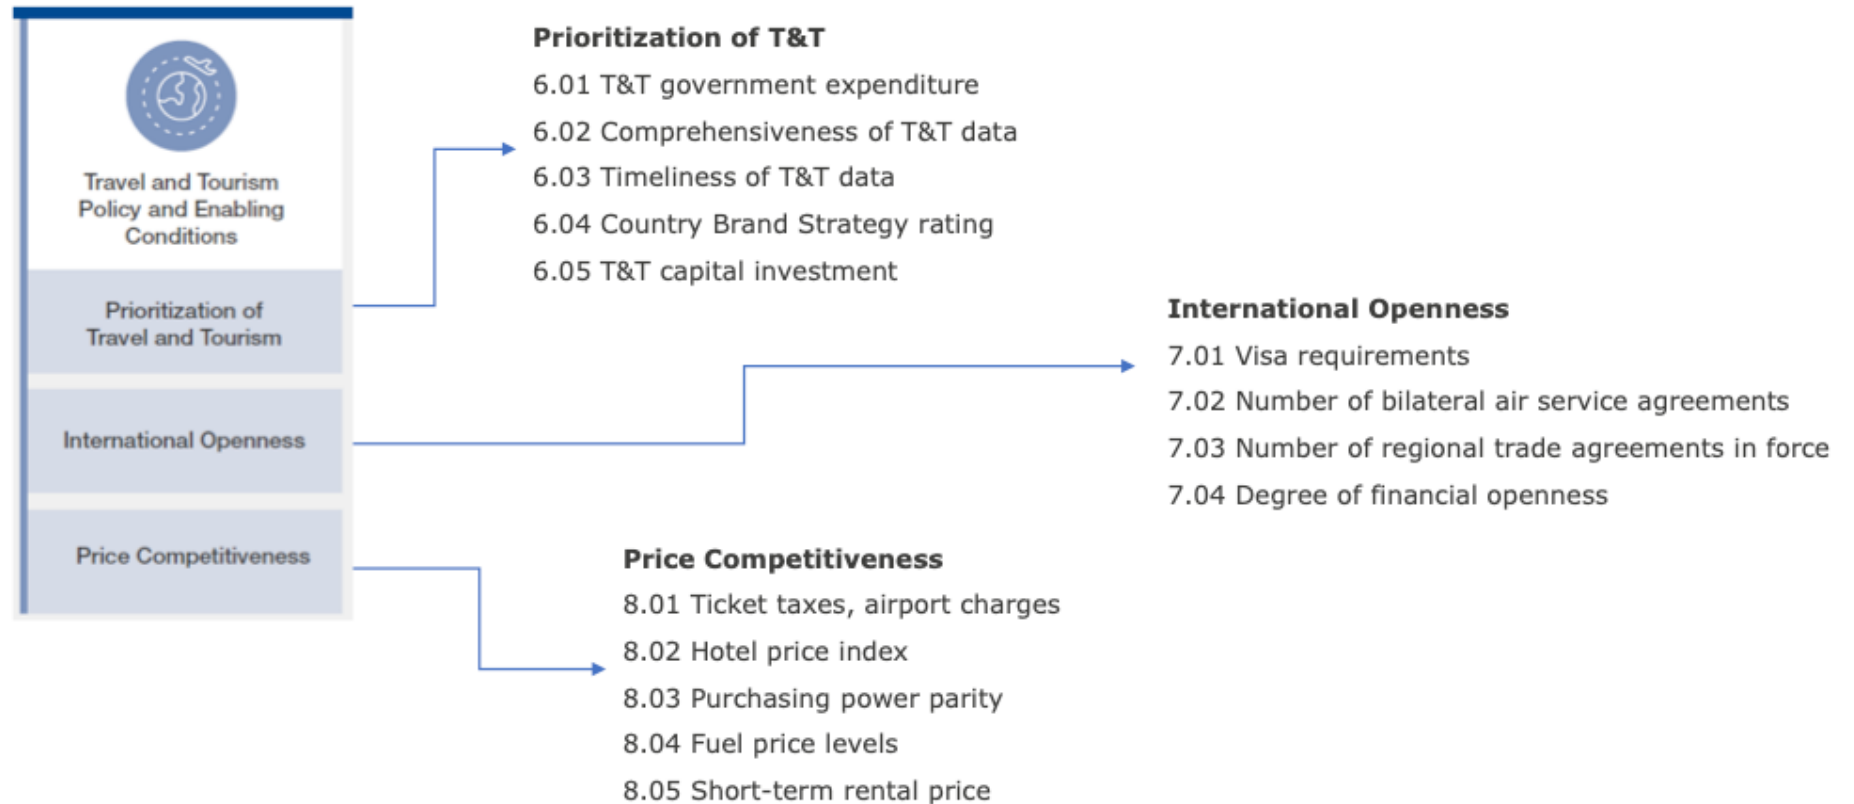 Travel and Tourism
Policy and Enabling
Conditions
Prioritization of
Travel and Tourism
International Openness
Price Competitiveness
Prioritization of T&T
6.01 T&T government expenditure
6.02 Comprehensiveness of T&T data
6.03 Timeliness of T&T data
6.04 Country Brand Strategy rating
6.05 T&T capital investment
International Openness
7.01 Visa requirements
7.02 Number of bilateral air service agreements
7.03 Number of regional trade agreements in force
7.04 Degree of financial openness
Price Competitiveness
8.01 Ticket taxes, airport charges
8.02 Hotel price index
8.03 Purchasing power parity
8.04 Fuel price levels
8.05 Short-term rental price